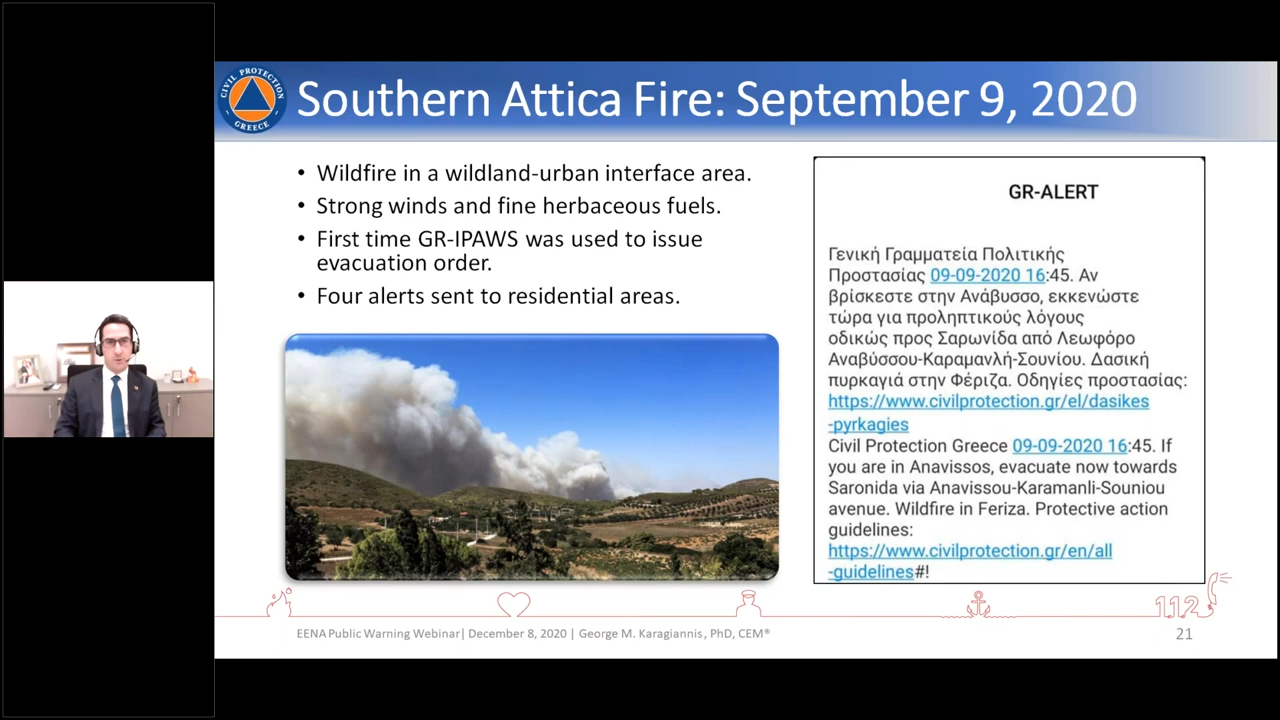 CIVIL PROTECTION
GREECE
Southern Attica Fire: September 9, 2020
• Wildfire in a wildland-urban interface area.
• Strong winds and fine herbaceous fuels.
• First time GR-IPAWS was used to issue
evacuation order.
• Four alerts sent to residential areas.
GR-ALERT
Γενική Γραμματεία Πολιτικής
Προστασίας 09-09-2020 16:45. Αν
βρίσκεστε στην Ανάβυσσο, εκκενώστε
τώρα για προληπτικούς λόγους
οδικώς προς Σαρωνίδα από Λεωφόρο
Αναβύσσου-Καραμανλή-Σουνίου. Δασική
πυρκαγιά στην Φέριζα. Οδηγίες προστασίας:
https://www.civilprotection.gr/el/dasikes
-pyrkagies
Civil Protection Greece 09-09-2020 16:45. If
you are in Anavissos, evacuate now towards
Saronida via Anavissou-Karamanli-Souniou
avenue. Wildfire in Feriza. Protective action
guidelines:
https://www.civilprotection.gr/en/all
-guidelines#!
112
EENA Public Warning Webinar| December 8, 2020 | George M. Karagiannis, PhD, CEM®
21